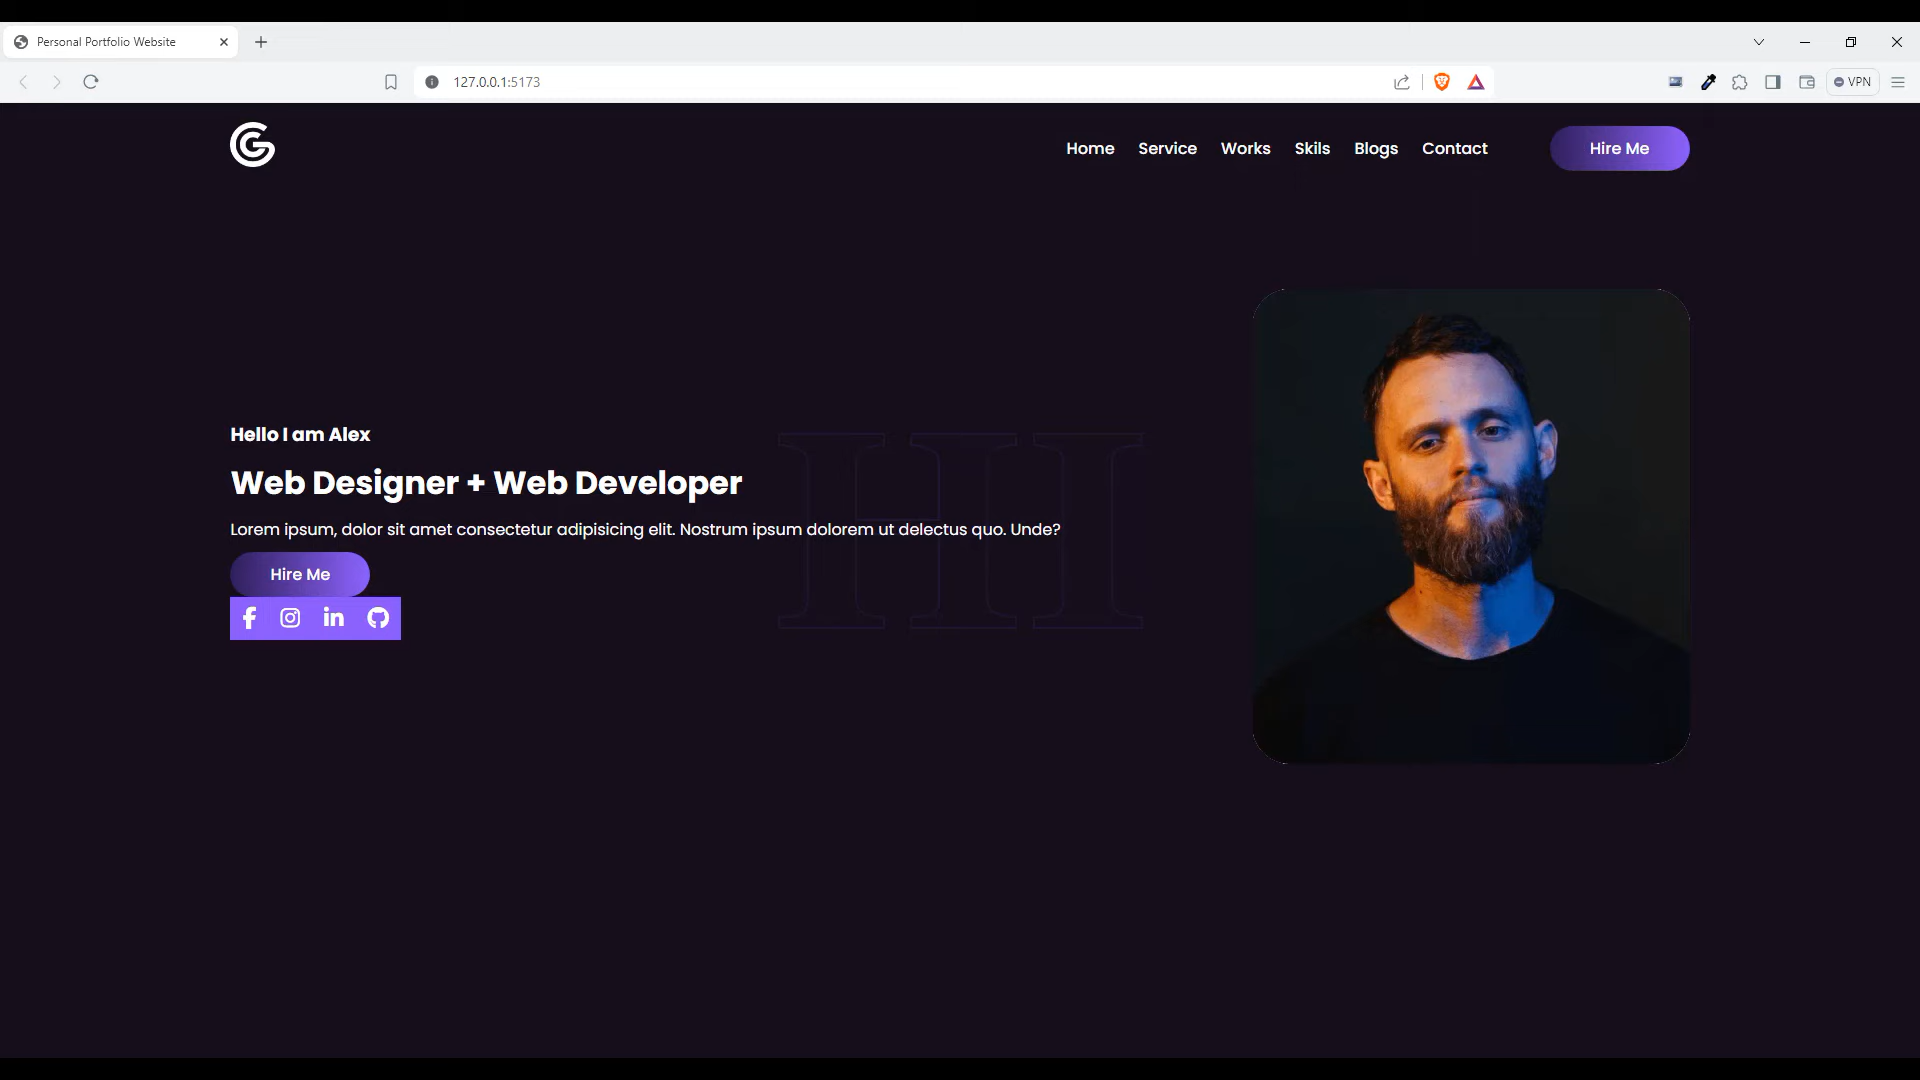 Personal Portfolio Website
127.0.0.1:5173
VPN
Home Service Works Skils Blogs Contact Hire Me
HI
Hello I am Alex
Web Designer + Web Developer
Lorem ipsum, dolor sit amet consectetur adipisicing elit. Nostrum ipsum dolorem ut delectus quo. Unde?
Hire Me